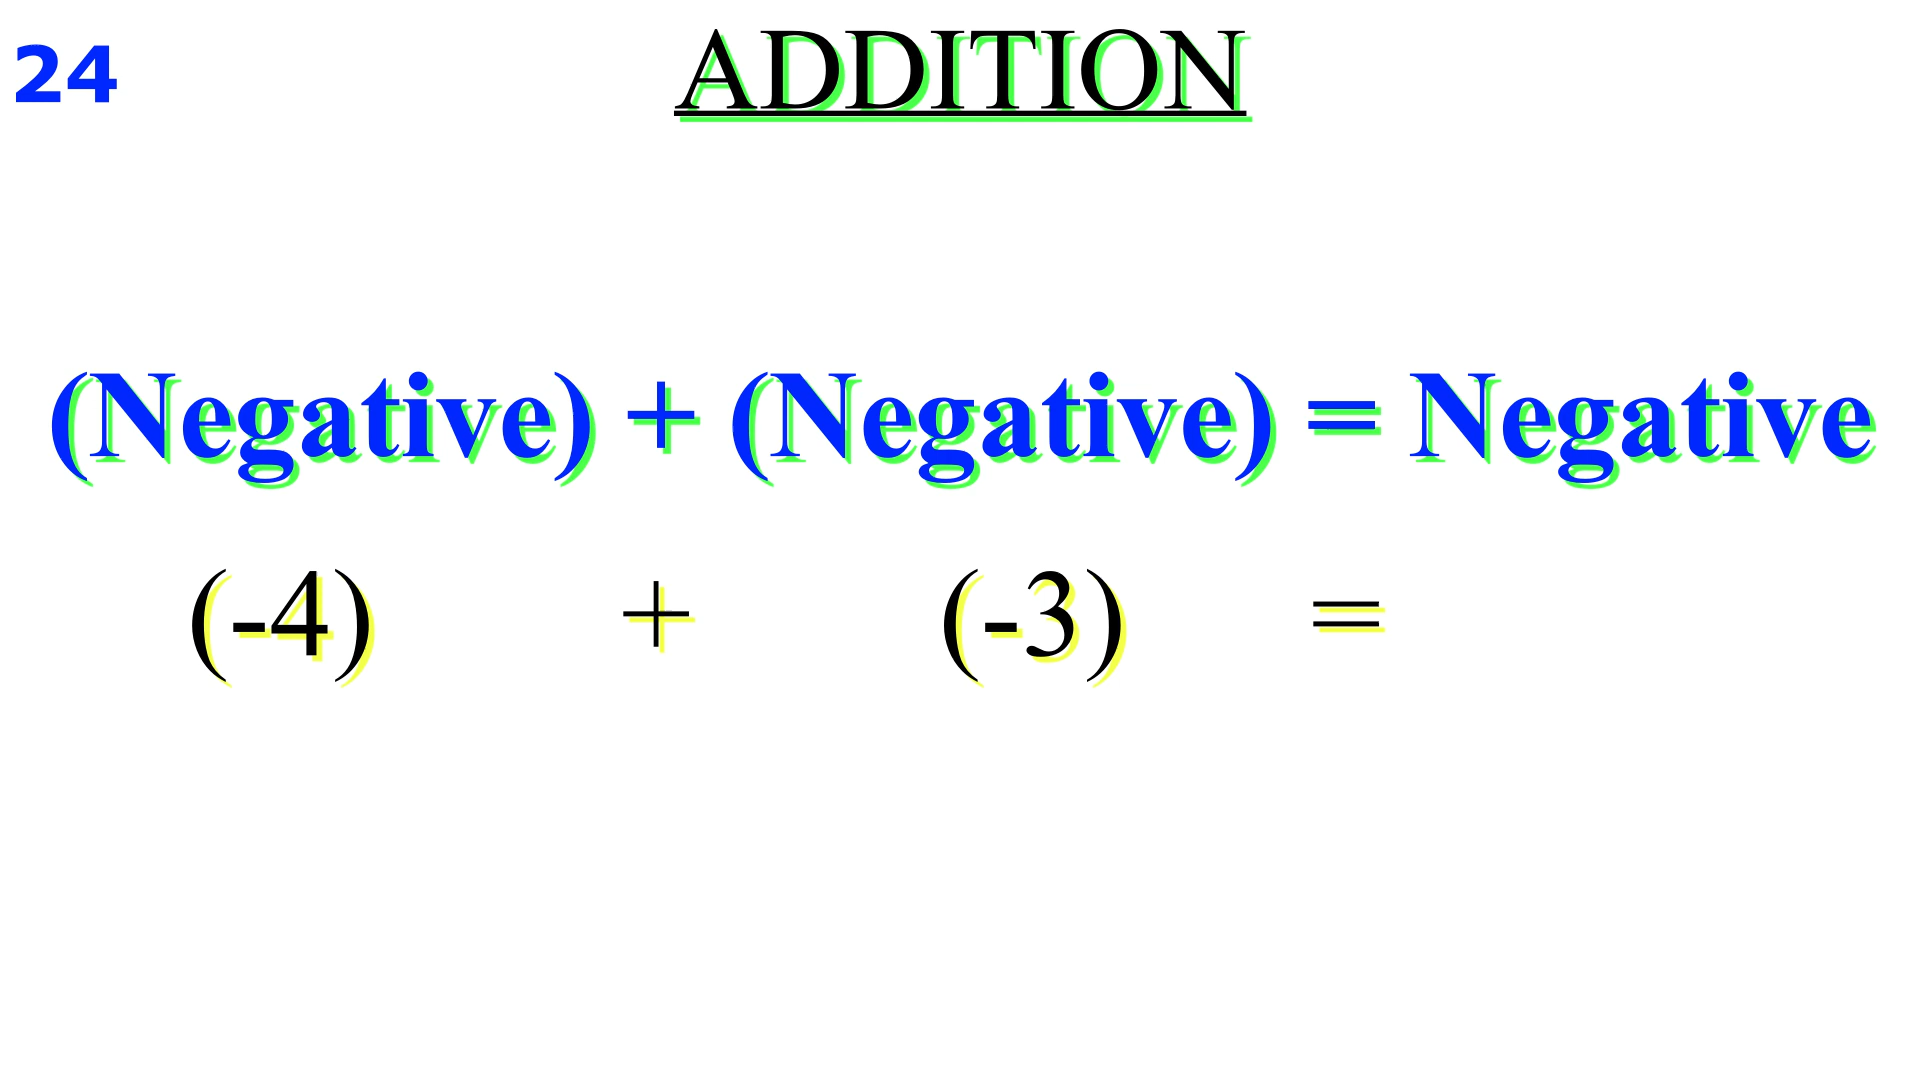 24
ADDITION
(Negative) + (Negative) = Negative
(-4) + (-3) =